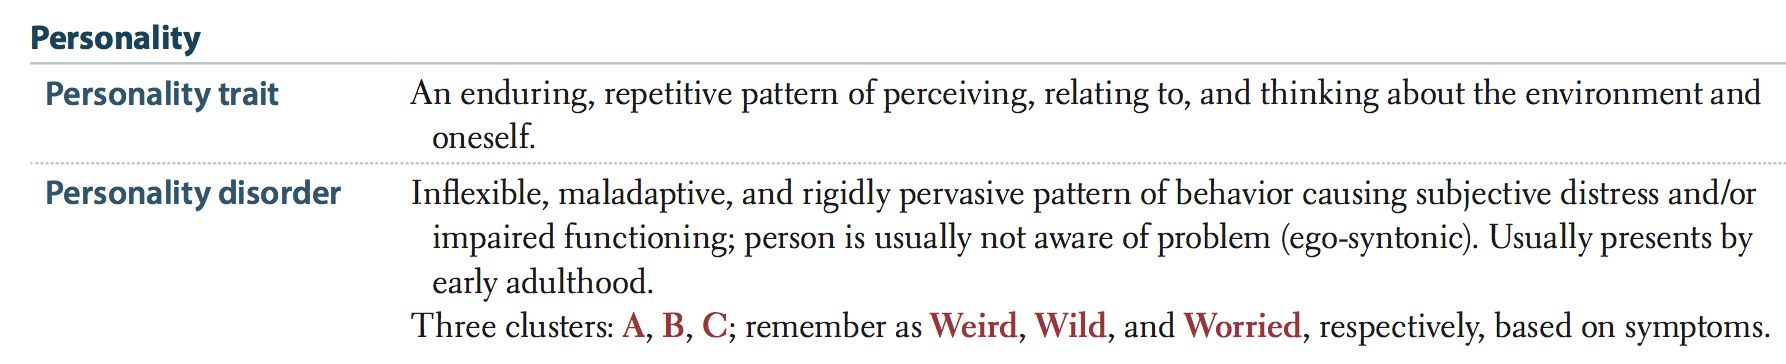 Personality
Personality trait An enduring, repetitive pattern of perceiving, relating to, and thinking about the environment and
oneself.
Personality disorder Inflexible, maladaptive, and rigidly pervasive pattern of behavior causing subjective distress and/or
impaired functioning; person is usually not aware of problem (ego-syntonic). Usually presents by
early adulthood.
Three clusters: A, B, C; remember as Weird, Wild, and Worried, respectively, based on symptoms.